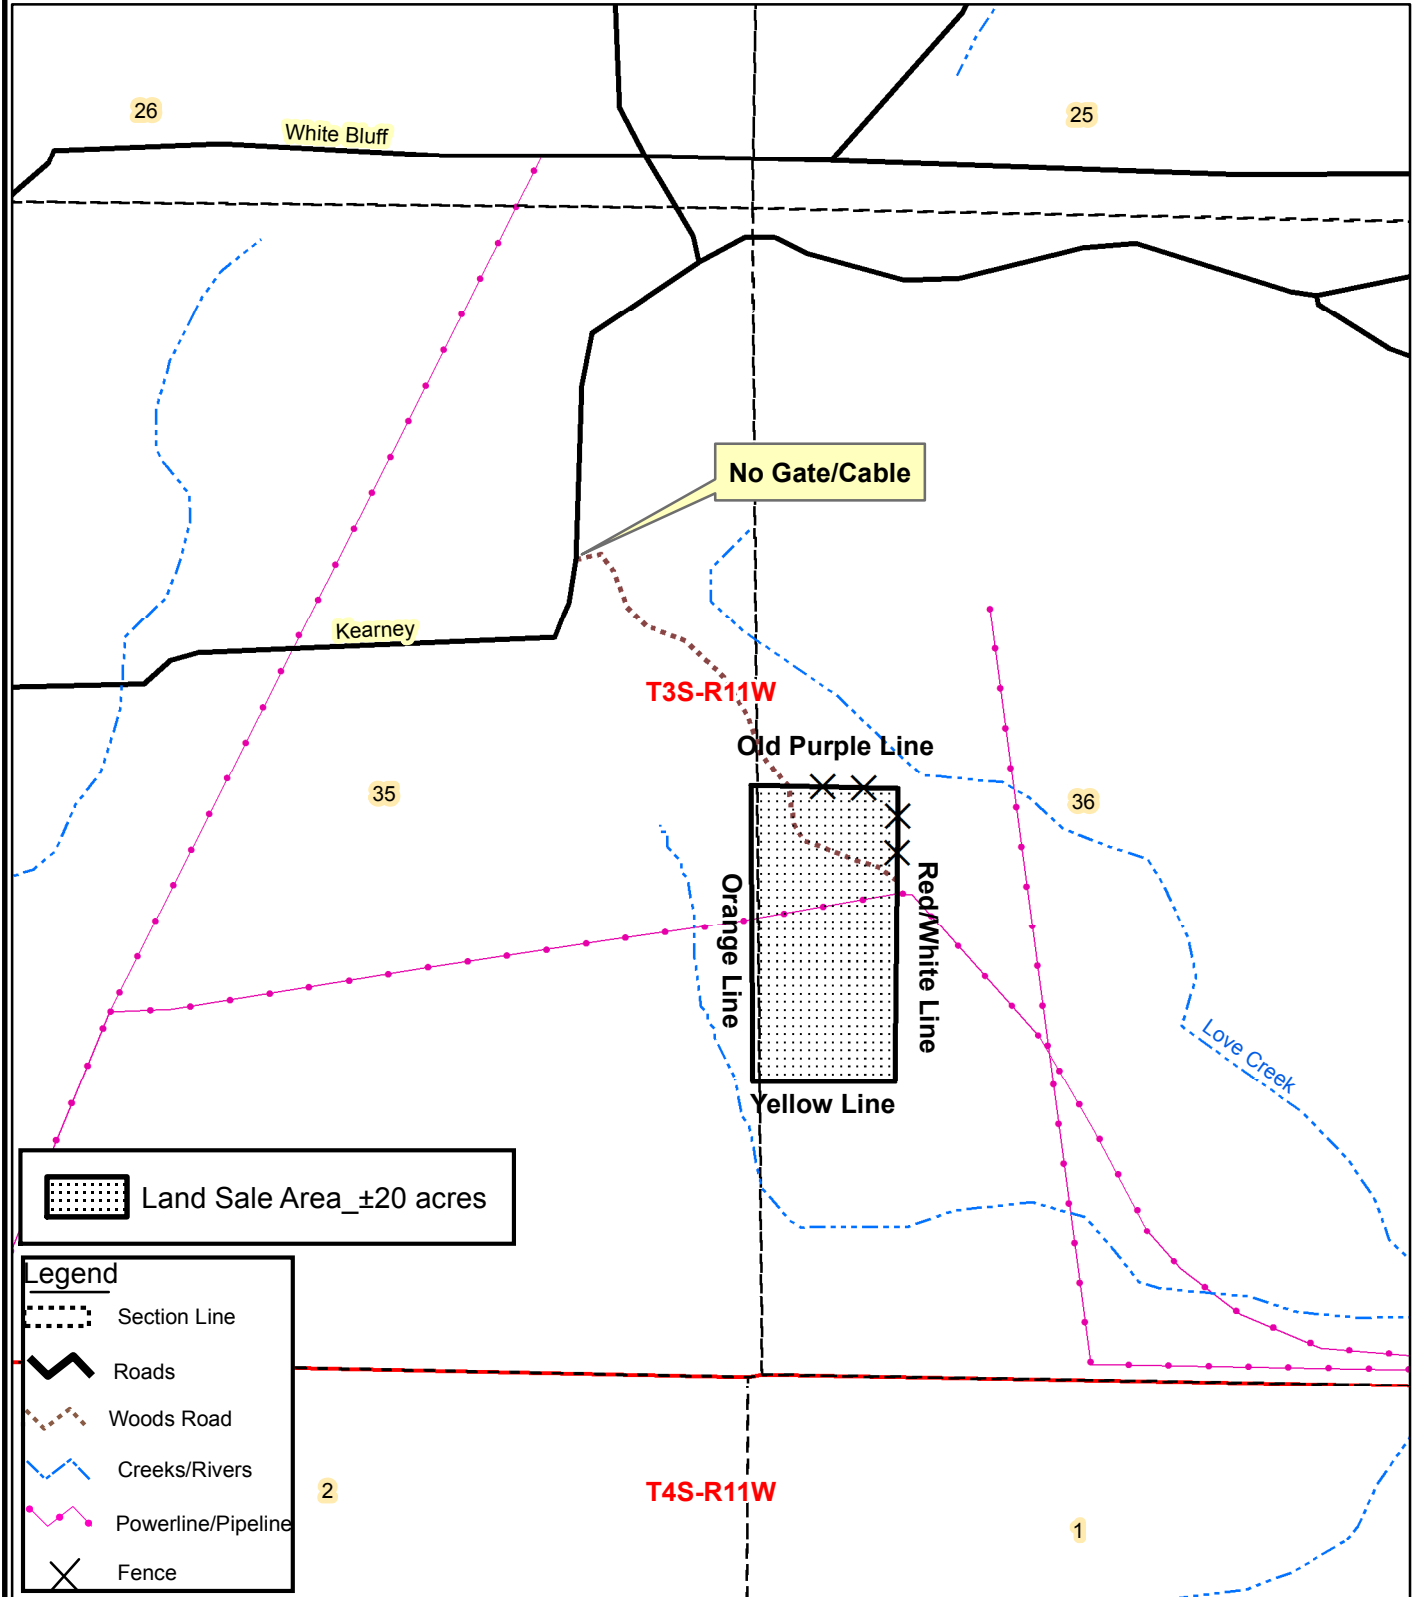 26
25
White Bluff
No Gate/Cable
Kearney
T3S-R11W
Old Purple Line
35
36
Orange Line
Red/White Line
Love Creek
Yellow Line
Land Sale Area_±20 acres
Legend
Section Line
Roads
Woods Road
Creeks/Rivers
Powerline/Pipeline
Fence
2
T4S-R11W
1